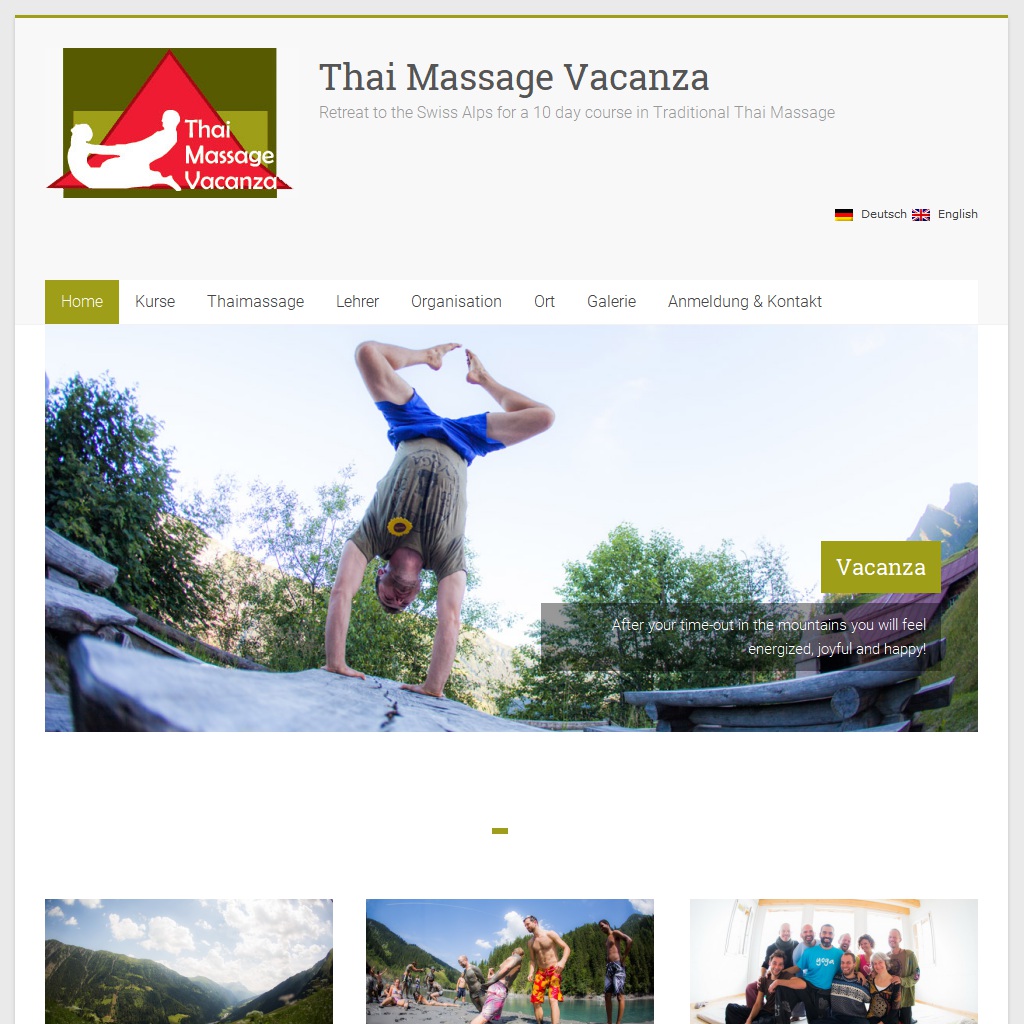 Thai
Massage
Vacanza
Thai Massage Vacanza
Retreat to the Swiss Alps for a 10 day course in Traditional Thai Massage
Deutsch English
Home Kurse Thaimassage Lehrer Organisation Ort Galerie Anmeldung & Kontakt
Vacanza
After your time-out in the mountains you will feel
energized, joyful and happy!
yoga